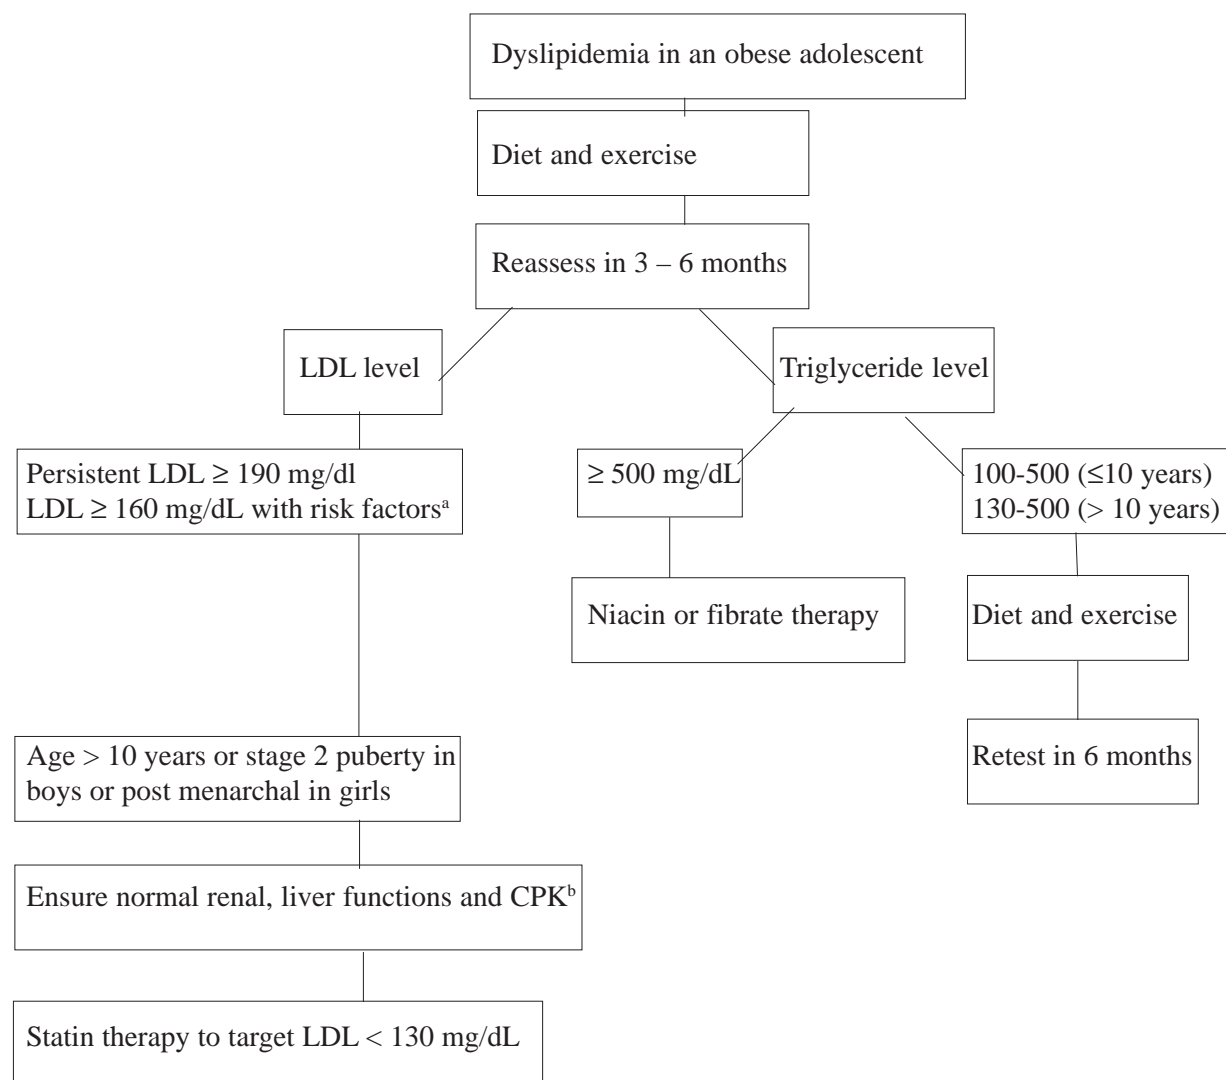 Dyslipidemia in an obese adolescent
Diet and exercise
Reassess in 3 – 6 months
LDL level
Triglyceride level
Persistent LDL ≥ 190 mg/dl
LDL ≥ 160 mg/dL with risk factorsᵃ
≥ 500 mg/dL
100-500 (≤10 years)
130-500 (> 10 years)
Niacin or fibrate therapy
Diet and exercise
Age > 10 years or stage 2 puberty in
boys or post menarchal in girls
Retest in 6 months
Ensure normal renal, liver functions and CPKᵇ
Statin therapy to target LDL < 130 mg/dL